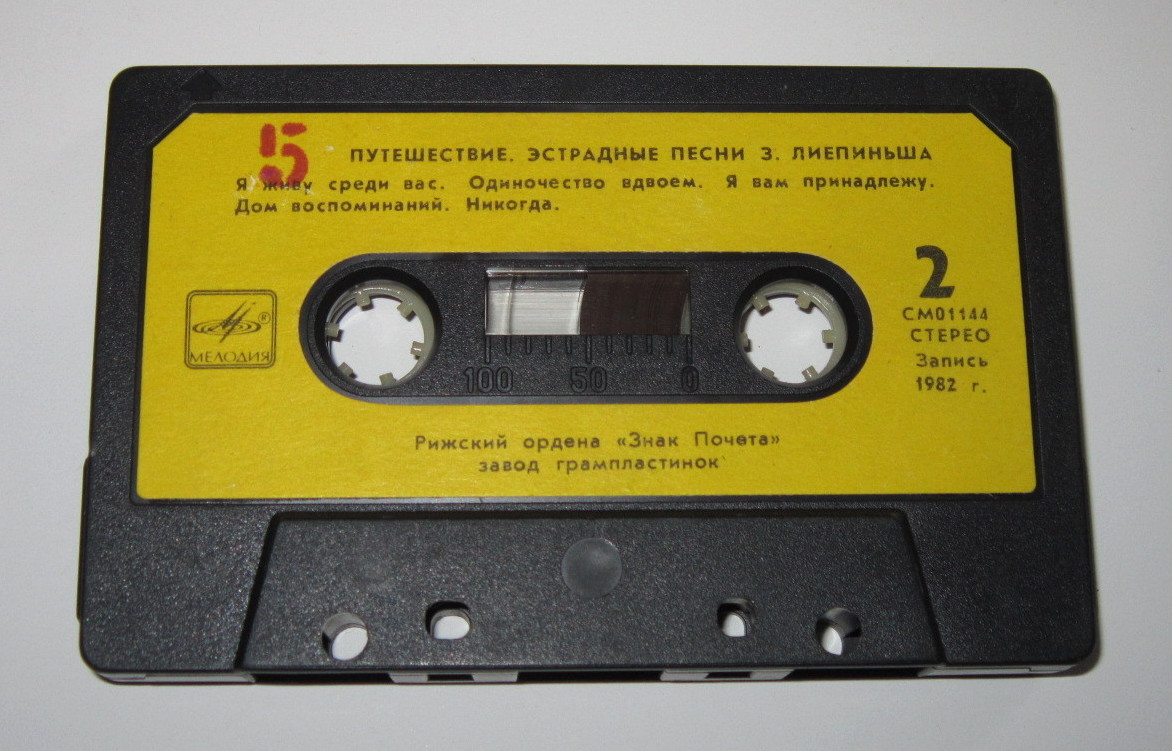 5
ПУТЕШЕСТВИЕ. ЭСТРАДНЫЕ ПЕСНИ З. ЛИЕПИНЬША
Я живу среди вас. Одиночество вдвоем. Я вам принадлежу.
Дом воспоминаний. Никогда.
2
СМ01144
СТЕРЕО
Запись
1982 г.
®
МЕЛОДИЯ
100 50 0
Рижский ордена «Знак Почета»
завод грампластинок